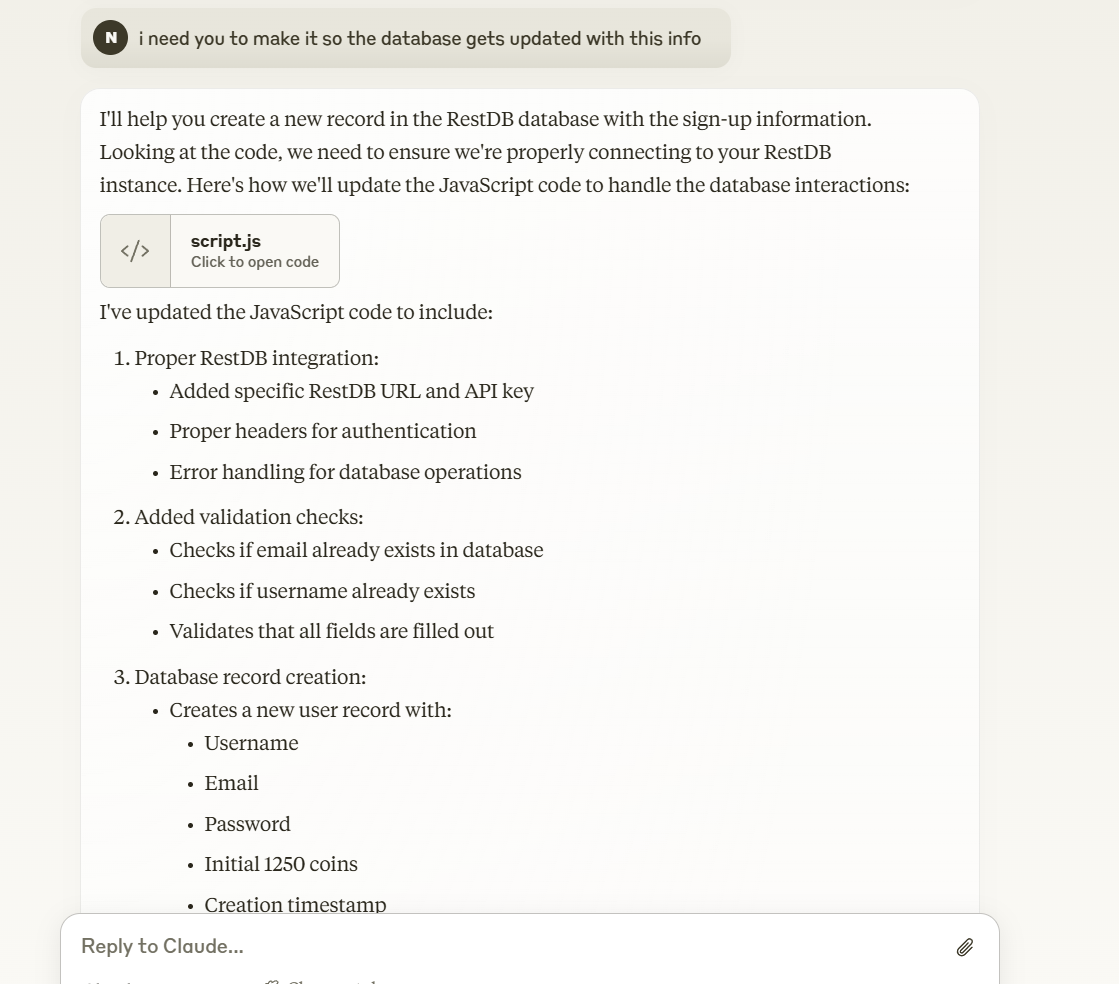 N
i need you to make it so the database gets updated with this info
I'll help you create a new record in the RestDB database with the sign-up information.
Looking at the code, we need to ensure we're properly connecting to your RestDB
instance. Here's how we'll update the JavaScript code to handle the database interactions:
</>
script.js
Click to open code
I've updated the JavaScript code to include:
1. Proper RestDB integration:
• Added specific RestDB URL and API key
• Proper headers for authentication
• Error handling for database operations
2. Added validation checks:
• Checks if email already exists in database
• Checks if username already exists
• Validates that all fields are filled out
3. Database record creation:
• Creates a new user record with:
• Username
• Email
• Password
• Initial 1250 coins
• Creation timestamp
Reply to Claude...